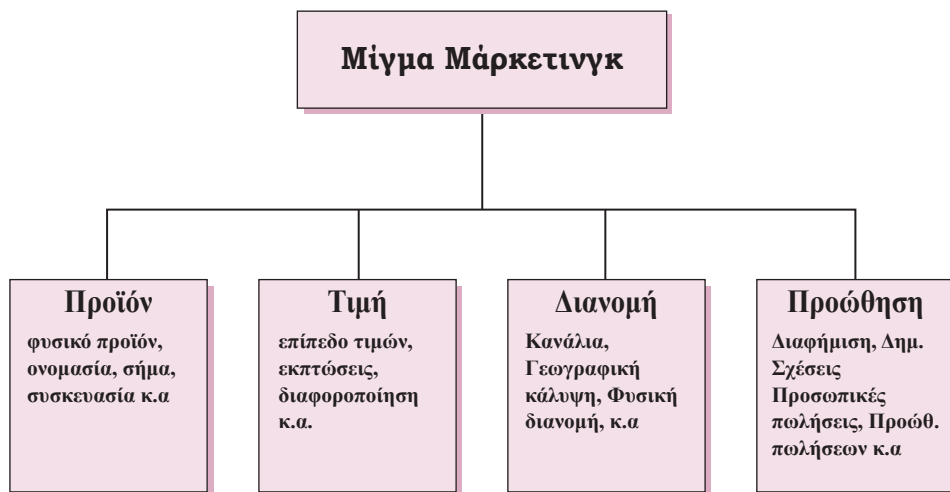 Μίγμα Μάρκετινγκ
Προϊόν
φυσικό προϊόν,
ονομασία, σήμα,
συσκευασία κ.α
Τιμή
επίπεδο τιμών,
εκπτώσεις,
διαφοροποίηση
κ.α.
Διανομή
Κανάλια,
Γεωγραφική
κάλυψη, Φυσική
διανομή, κ.α
Προώθηση
Διαφήμιση, Δημ.
Σχέσεις
Προσωπικές
πωλήσεις, Προώθ.
πωλήσεων κ.α